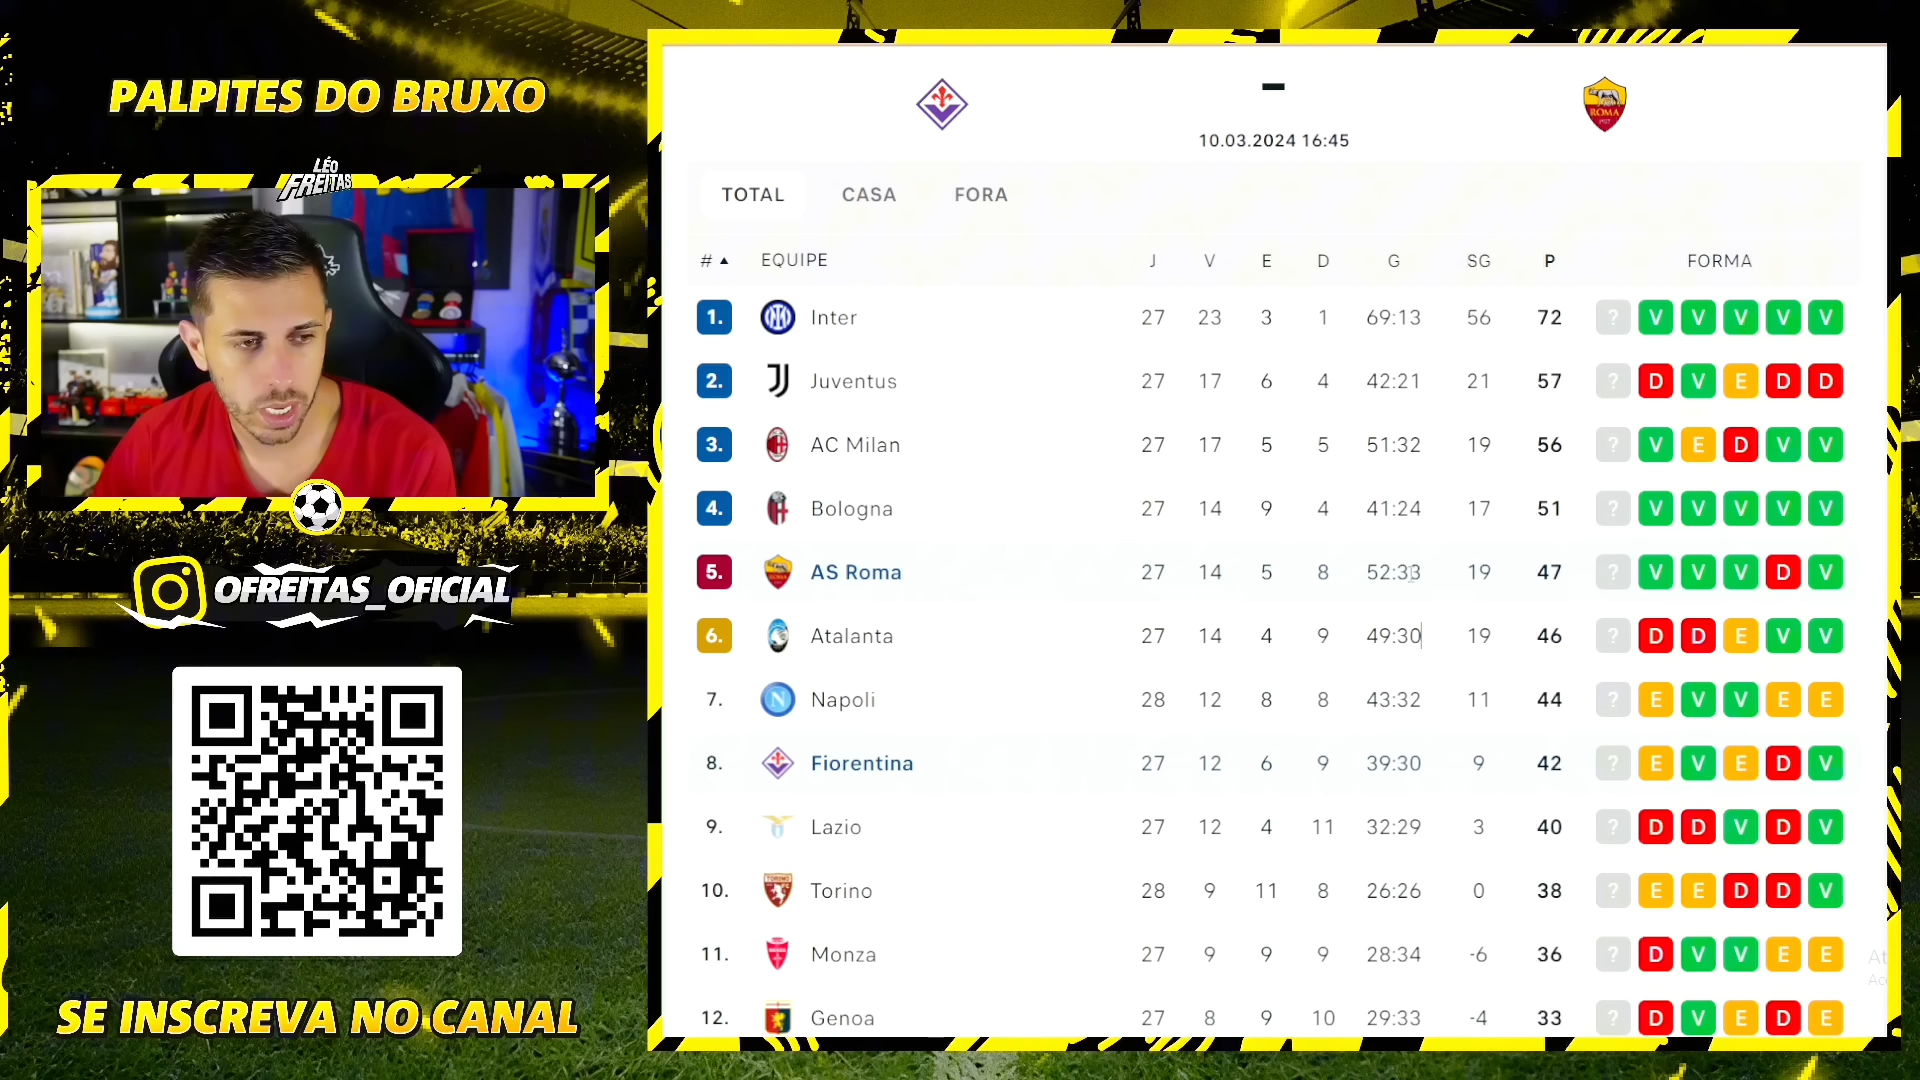 PALPITES DO BRUXO
LÉO
FREITAS
OFREITAS_OFICIAL
SE INSCREVA NO CANAL
-
ROMA
1927
10.03.2024 16:45
TOTAL CASA FORA
# ▲ EQUIPE J V E D G SG P FORMA
1. Inter 27 23 3 1 69:13 56 72 ? V V V V V
2. Juventus 27 17 6 4 42:21 21 57 ? D V E D D
3. AC Milan 27 17 5 5 51:32 19 56 ? V E D V V
4. Bologna 27 14 9 4 41:24 17 51 ? V V V V V
5. AS Roma 27 14 5 8 52:33 19 47 ? V V V D V
6. Atalanta 27 14 4 9 49:30 19 46 ? D D E V V
7. Napoli 28 12 8 8 43:32 11 44 ? E V V E E
8. Fiorentina 27 12 6 9 39:30 9 42 ? E V E D V
9. Lazio 27 12 4 11 32:29 3 40 ? D D V D V
10. Torino 28 9 11 8 26:26 0 38 ? E E D D V
11. Monza 27 9 9 9 28:34 -6 36 ? D V V E E
12. Genoa 27 8 9 10 29:33 -4 33 ? D V E D E